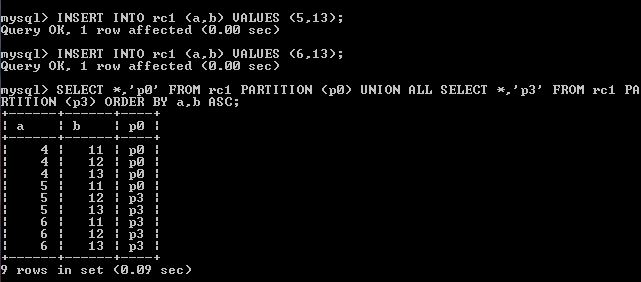 mysql> INSERT INTO rc1 (a,b) VALUES (5,13);
Query OK, 1 row affected (0.00 sec)
mysql> INSERT INTO rc1 (a,b) VALUES (6,13);
Query OK, 1 row affected (0.00 sec)
mysql> SELECT *,'p0' FROM rc1 PARTITION (p0) UNION ALL SELECT *,'p3' FROM rc1 PA
RTITION (p3) ORDER BY a,b ASC;
+------+------+----+
| a    | b    | p0 |
+------+------+----+
|    4 |   11 | p0 |
|    4 |   12 | p0 |
|    4 |   13 | p0 |
|    5 |   11 | p0 |
|    5 |   12 | p3 |
|    5 |   13 | p3 |
|    6 |   11 | p3 |
|    6 |   12 | p3 |
|    6 |   13 | p3 |
+------+------+----+
9 rows in set (0.09 sec)